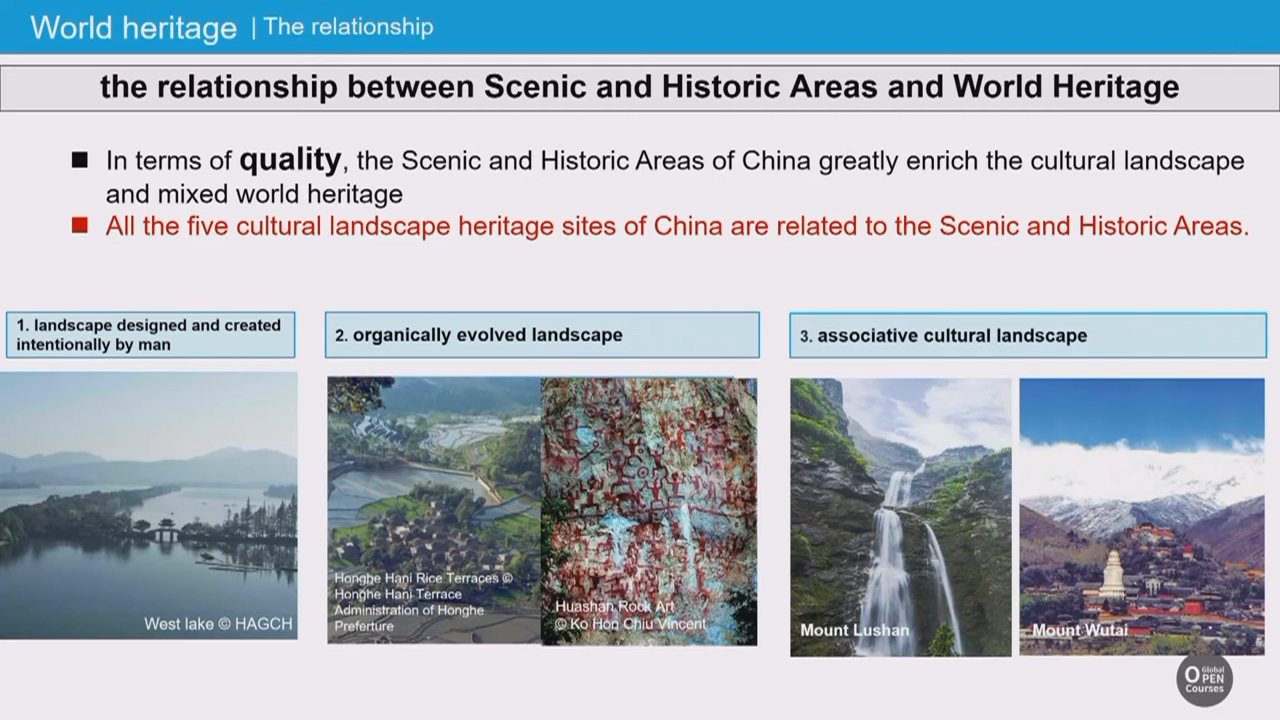 World heritage | The relationship
the relationship between Scenic and Historic Areas and World Heritage
In terms of quality, the Scenic and Historic Areas of China greatly enrich the cultural landscape
and mixed world heritage
All the five cultural landscape heritage sites of China are related to the Scenic and Historic Areas.
1. landscape designed and created
intentionally by man
2. organically evolved landscape
3. associative cultural landscape
West lake © HAGCH
Honghe Hani Rice Terraces ©
Honghe Hani Terrace
Administration of Honghe
Preferture
Huashan Rock Art
© Ko Hon Chiu Vincent
Mount Lushan
Mount Wutai
Global
OPEN
Courses